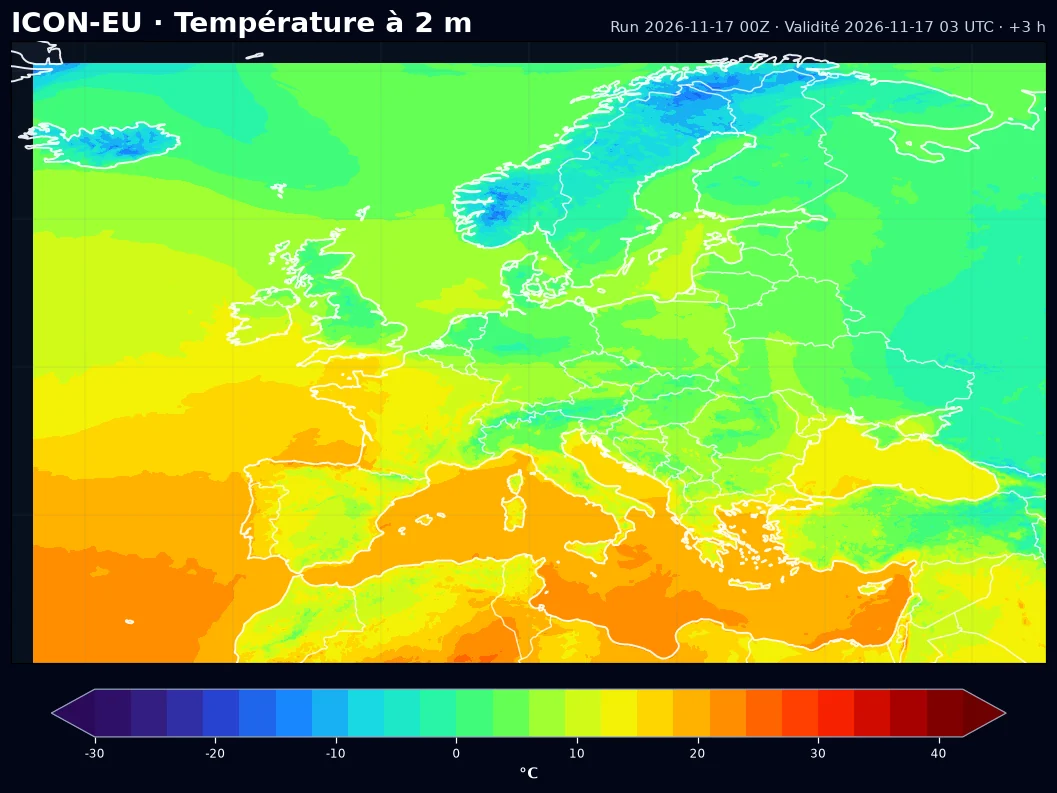 ICON-EU · Température à 2 m
Run 2026-11-17 00Z · Validité 2026-11-17 03 UTC · +3 h
-30 -20 -10 0 10 20 30 40
°C